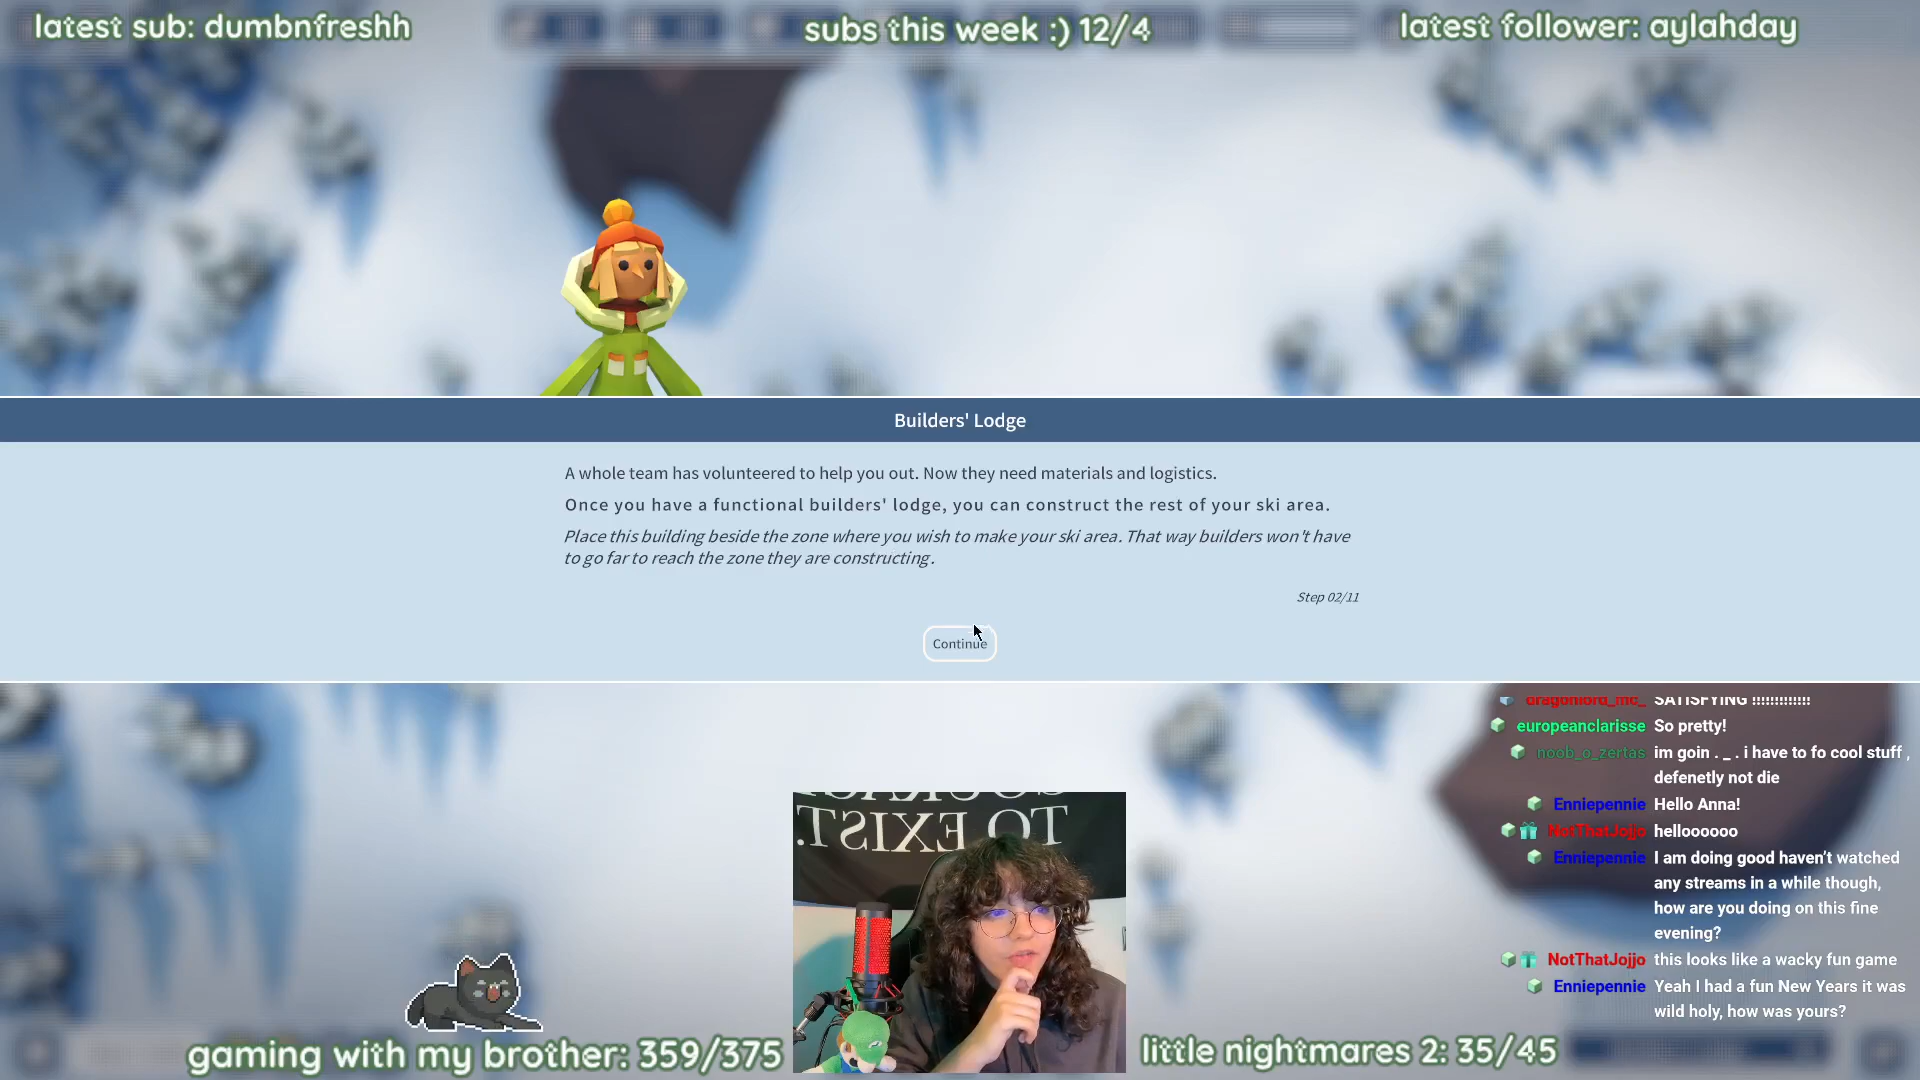 latest sub: dumbnfreshh
subs this week :) 12/4
latest follower: aylahday
Builders' Lodge
A whole team has volunteered to help you out. Now they need materials and logistics.
Once you have a functional builders' lodge, you can construct the rest of your ski area.
Place this building beside the zone where you wish to make your ski area. That way builders won't have
to go far to reach the zone they are constructing.
Step 02/11
Continue
dragonlord_mc_ SATISFYING !!!!!!!!!!!!!
europeanclarisse So pretty!
noob_o_zertas im goin . _ . i have to fo cool stuff ,
defenetly not die
Enniepennie Hello Anna!
NotThatJojjo helloooooo
Enniepennie I am doing good haven't watched
any streams in a while though,
how are you doing on this fine
evening?
NotThatJojjo this looks like a wacky fun game
Enniepennie Yeah I had a fun New Years it was
wild holy, how was yours?
TO EXIST.
gaming with my brother: 359/375
little nightmares 2: 35/45